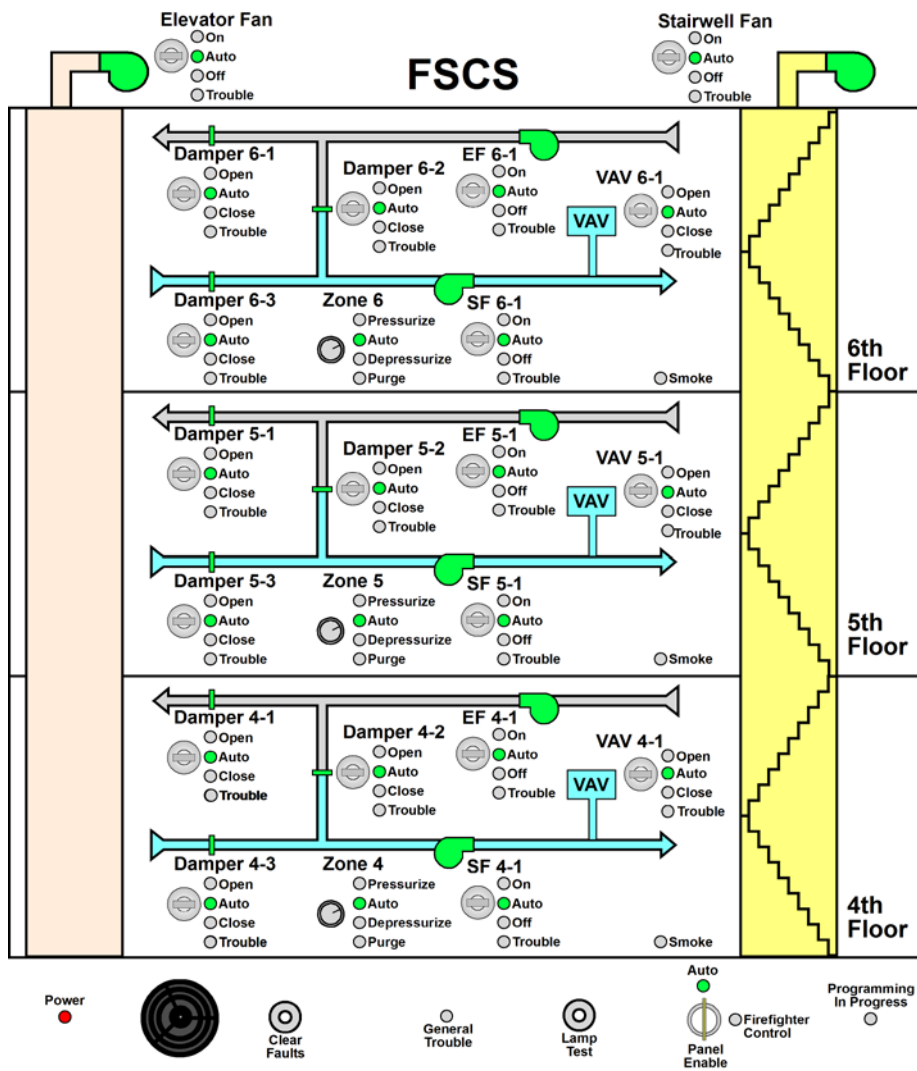 Elevator Fan
On
Auto
Off
Trouble
FSCS
Stairwell Fan
On
Auto
Off
Trouble
Damper 6-1
Open
Auto
Close
Trouble
Damper 6-2
Open
Auto
Close
Trouble
EF 6-1
On
Auto
Off
Trouble
VAV
VAV 6-1
Open
Auto
Close
Trouble
Damper 6-3
Open
Auto
Close
Trouble
Zone 6
Pressurize
Auto
Depressurize
Purge
SF 6-1
On
Auto
Off
Trouble
Smoke
6th
Floor
Damper 5-1
Open
Auto
Close
Trouble
Damper 5-2
Open
Auto
Close
Trouble
EF 5-1
On
Auto
Off
Trouble
VAV
VAV 5-1
Open
Auto
Close
Trouble
Damper 5-3
Open
Auto
Close
Trouble
Zone 5
Pressurize
Auto
Depressurize
Purge
SF 5-1
On
Auto
Off
Trouble
Smoke
5th
Floor
Damper 4-1
Open
Auto
Close
Trouble
Damper 4-2
Open
Auto
Close
Trouble
EF 4-1
On
Auto
Off
Trouble
VAV
VAV 4-1
Open
Auto
Close
Trouble
Damper 4-3
Open
Auto
Close
Trouble
Zone 4
Pressurize
Auto
Depressurize
Purge
SF 4-1
On
Auto
Off
Trouble
Smoke
4th
Floor
Power
Clear
Faults
General
Trouble
Lamp
Test
Auto
Panel
Enable
Firefighter
Control
Programming
In Progress